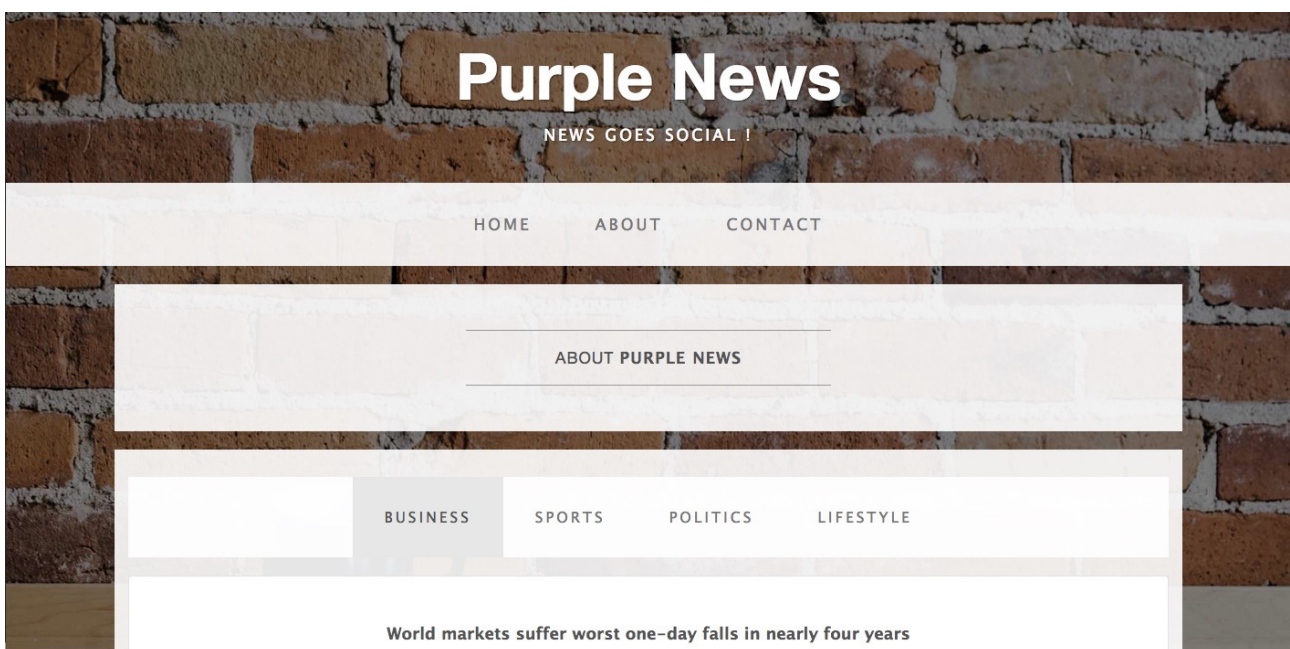 Purple News
NEWS GOES SOCIAL !
HOME ABOUT CONTACT
ABOUT PURPLE NEWS
BUSINESS SPORTS POLITICS LIFESTYLE
World markets suffer worst one-day falls in nearly four years